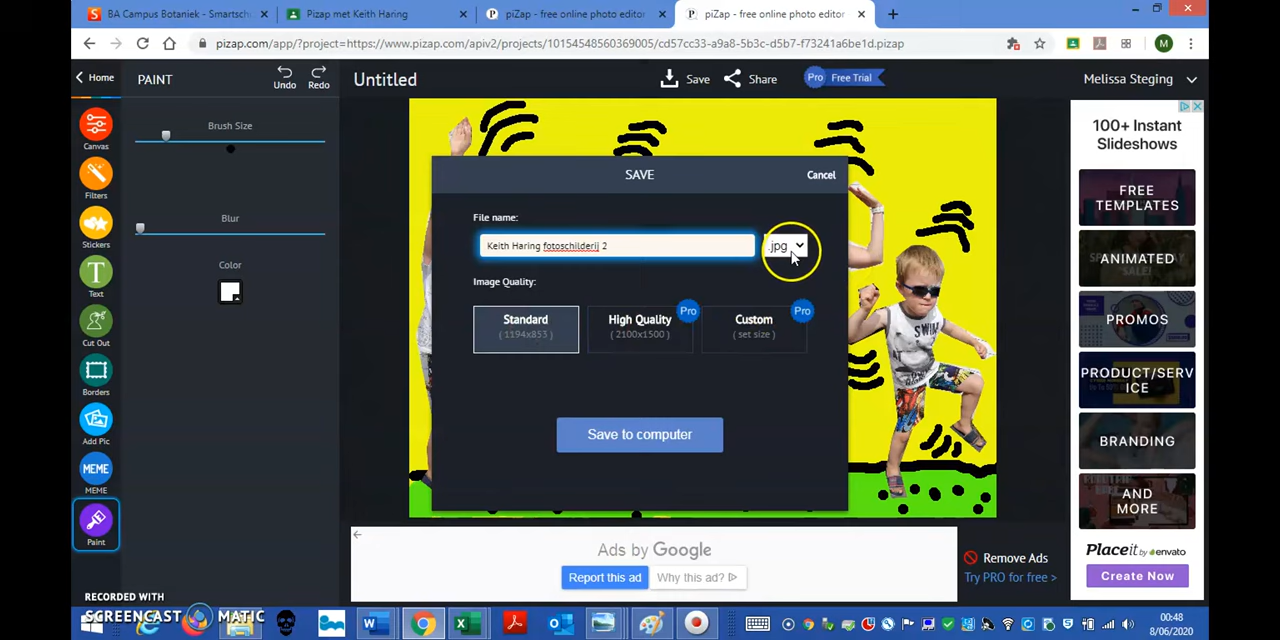 BA Campus Botaniek - Smartsch
Pizap met Keith Haring
piZap - free online photo editor
piZap - free online photo editor
pizap.com/app/?project=https://www.pizap.com/apiv2/projects/10154548560369005/cd57cc33-a9a8-5b3c-d5b7-f73241a6be1d.pizap
M
Home
PAINT
Undo
Redo
Untitled
Save
Share
Pro Free Trial
Melissa Steging
Canvas
Filters
Stickers
Text
Cut Out
Borders
Add Pic
MEME
MEME
Paint
Brush Size
Blur
Color
SAVE
Cancel
File name:
Keith Haring fotoschilderij 2
.jpg
Image Quality:
Standard
( 1194x853 )
Pro
High Quality
( 2100x1500 )
Pro
Custom
( set size )
Save to computer
SWIM
100+ Instant
Slideshows
FREE
TEMPLATES
ANIMATED
PROMOS
PRODUCT/SERV
ICE
BRANDING
AND
MORE
Placeit by envato
Create Now
Ads by Google
Report this ad
Why this ad?
Remove Ads
Try PRO for free >
RECORDED WITH
SCREENCAST MATIC
00:48
8/06/2020